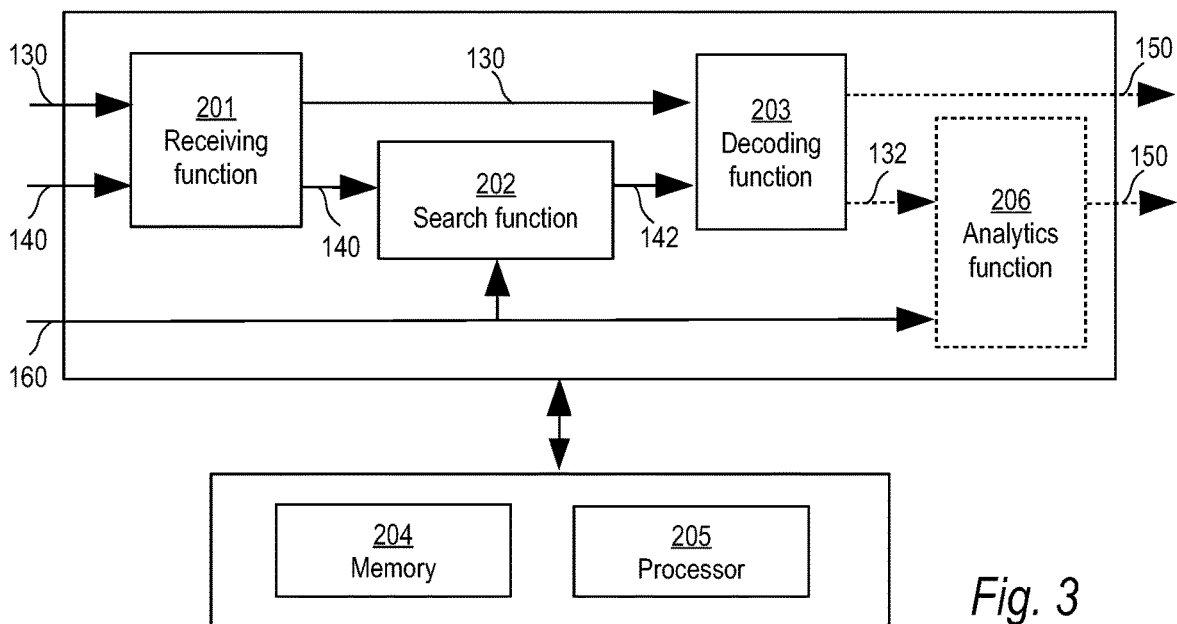 130
201
Receiving
function
130
203
Decoding
function
150
140
140
202
Search function
142
132
206
Analytics
function
150
160
204
Memory
205
Processor
Fig. 3